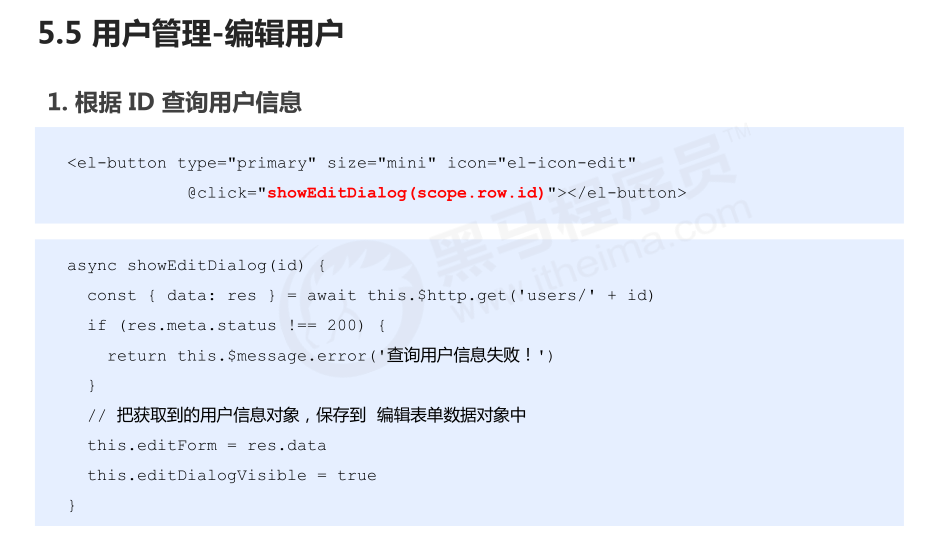 5.5 用户管理-编辑用户
1. 根据 ID 查询用户信息
<el-button type="primary" size="mini" icon="el-icon-edit"
@click="showEditDialog(scope.row.id)"></el-button>
async showEditDialog(id) {
const { data: res } = await this.$http.get('users/' + id)
if (res.meta.status !== 200) {
return this.$message.error('查询用户信息失败！')
}
// 把获取到的用户信息对象，保存到 编辑表单数据对象中
this.editForm = res.data
this.editDialogVisible = true
}
黑马程序员™
www.itheima.com